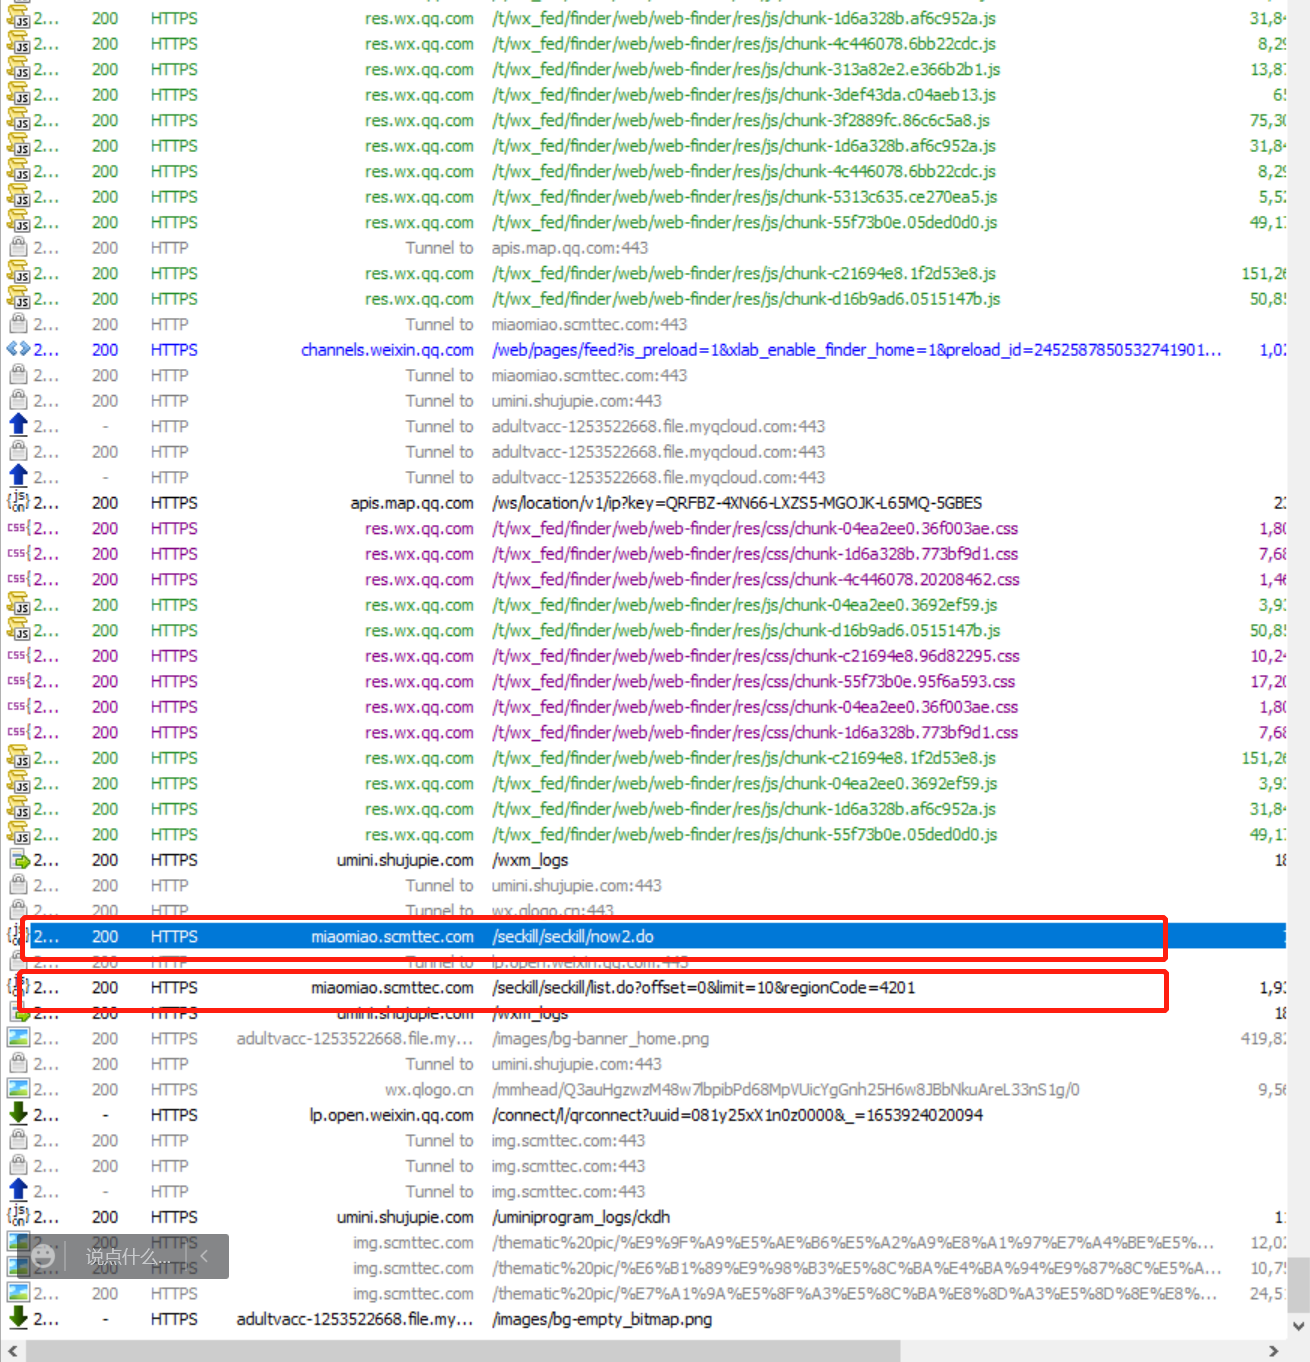 2... 200 HTTPS res.wx.qq.com /t/wx_fed/finder/web/web-finder/res/js/chunk-1d6a328b.af6c952a.js 31,84
2... 200 HTTPS res.wx.qq.com /t/wx_fed/finder/web/web-finder/res/js/chunk-4c446078.6bb22cdc.js 8,29
2... 200 HTTPS res.wx.qq.com /t/wx_fed/finder/web/web-finder/res/js/chunk-313a82e2.e366b2b1.js 13,87
2... 200 HTTPS res.wx.qq.com /t/wx_fed/finder/web/web-finder/res/js/chunk-3def43da.c04aeb13.js 65
2... 200 HTTPS res.wx.qq.com /t/wx_fed/finder/web/web-finder/res/js/chunk-3f2889fc.86c6c5a8.js 75,30
2... 200 HTTPS res.wx.qq.com /t/wx_fed/finder/web/web-finder/res/js/chunk-1d6a328b.af6c952a.js 31,84
2... 200 HTTPS res.wx.qq.com /t/wx_fed/finder/web/web-finder/res/js/chunk-4c446078.6bb22cdc.js 8,29
2... 200 HTTPS res.wx.qq.com /t/wx_fed/finder/web/web-finder/res/js/chunk-5313c635.ce270ea5.js 5,52
2... 200 HTTPS res.wx.qq.com /t/wx_fed/finder/web/web-finder/res/js/chunk-55f73b0e.05ded0d0.js 49,17
2... 200 HTTP Tunnel to apis.map.qq.com:443
2... 200 HTTPS res.wx.qq.com /t/wx_fed/finder/web/web-finder/res/js/chunk-c21694e8.1f2d53e8.js 151,26
2... 200 HTTPS res.wx.qq.com /t/wx_fed/finder/web/web-finder/res/js/chunk-d16b9ad6.0515147b.js 50,85
2... 200 HTTP Tunnel to miaomiao.scmttec.com:443
2... 200 HTTPS channels.weixin.qq.com /web/pages/feed?is_preload=1&xlab_enable_finder_home=1&preload_id=2452587850532741901... 1,02
2... 200 HTTP Tunnel to miaomiao.scmttec.com:443
2... 200 HTTP Tunnel to umini.shujupie.com:443
2... - HTTP Tunnel to adultvacc-1253522668.file.myqcloud.com:443
2... 200 HTTP Tunnel to adultvacc-1253522668.file.myqcloud.com:443
2... - HTTP Tunnel to adultvacc-1253522668.file.myqcloud.com:443
2... 200 HTTPS apis.map.qq.com /ws/location/v1/ip?key=QRFBZ-4XN66-LXZS5-MGOJK-L65MQ-5GBES 23
2... 200 HTTPS res.wx.qq.com /t/wx_fed/finder/web/web-finder/res/css/chunk-04ea2ee0.36f003ae.css 1,80
2... 200 HTTPS res.wx.qq.com /t/wx_fed/finder/web/web-finder/res/css/chunk-1d6a328b.773bf9d1.css 7,68
2... 200 HTTPS res.wx.qq.com /t/wx_fed/finder/web/web-finder/res/css/chunk-4c446078.20208462.css 1,46
2... 200 HTTPS res.wx.qq.com /t/wx_fed/finder/web/web-finder/res/js/chunk-04ea2ee0.3692ef59.js 3,93
2... 200 HTTPS res.wx.qq.com /t/wx_fed/finder/web/web-finder/res/js/chunk-d16b9ad6.0515147b.js 50,85
2... 200 HTTPS res.wx.qq.com /t/wx_fed/finder/web/web-finder/res/css/chunk-c21694e8.96d82295.css 10,24
2... 200 HTTPS res.wx.qq.com /t/wx_fed/finder/web/web-finder/res/css/chunk-55f73b0e.95f6a593.css 17,20
2... 200 HTTPS res.wx.qq.com /t/wx_fed/finder/web/web-finder/res/css/chunk-04ea2ee0.36f003ae.css 1,80
2... 200 HTTPS res.wx.qq.com /t/wx_fed/finder/web/web-finder/res/css/chunk-1d6a328b.773bf9d1.css 7,68
2... 200 HTTPS res.wx.qq.com /t/wx_fed/finder/web/web-finder/res/js/chunk-c21694e8.1f2d53e8.js 151,26
2... 200 HTTPS res.wx.qq.com /t/wx_fed/finder/web/web-finder/res/js/chunk-04ea2ee0.3692ef59.js 3,93
2... 200 HTTPS res.wx.qq.com /t/wx_fed/finder/web/web-finder/res/js/chunk-1d6a328b.af6c952a.js 31,84
2... 200 HTTPS res.wx.qq.com /t/wx_fed/finder/web/web-finder/res/js/chunk-55f73b0e.05ded0d0.js 49,17
2... 200 HTTPS umini.shujupie.com /wxm_logs 18
2... 200 HTTP Tunnel to umini.shujupie.com:443
2... 200 HTTP Tunnel to wx.qlogo.cn:443
2... 200 HTTPS miaomiao.scmttec.com /seckill/seckill/now2.do
2... 200 HTTP Tunnel to lp.open.weixin.qq.com:443
2... 200 HTTPS miaomiao.scmttec.com /seckill/seckill/list.do?offset=0&limit=10&regionCode=4201 1,93
2... 200 HTTPS umini.shujupie.com /wxm_logs 18
2... 200 HTTPS adultvacc-1253522668.file.my... /images/bg-banner_home.png 419,82
2... 200 HTTP Tunnel to umini.shujupie.com:443
2... 200 HTTPS wx.qlogo.cn /mmhead/Q3auHgzwzM48w7lbpibPd68MpVUicYgGnh25H6w8JBbNkuAreL33nS1g/0 9,56
2... - HTTPS lp.open.weixin.qq.com /connect/l/qrconnect?uuid=081y25xX1n0z0000&_=1653924020094
2... 200 HTTP Tunnel to img.scmttec.com:443
2... 200 HTTP Tunnel to img.scmttec.com:443
2... - HTTP Tunnel to img.scmttec.com:443
2... 200 HTTPS umini.shujupie.com /uminiprogram_logs/ckdh 11
2... 200 HTTPS img.scmttec.com /thematic%20pic/%E9%9F%A9%E5%AE%B6%E5%A2%A9%E8%A1%97%E7%A4%BE%E5%... 12,02
说点什么...
2... 200 HTTPS img.scmttec.com /thematic%20pic/%E6%B1%89%E9%98%B3%E5%8C%BA%E4%BA%94%E9%87%8C%E5%A... 10,75
2... 200 HTTPS img.scmttec.com /thematic%20pic/%E7%A1%9A%E5%8F%A3%E5%8C%BA%E8%8D%A3%E5%8D%8E%E8%... 24,51
2... - HTTPS adultvacc-1253522668.file.my... /images/bg-empty_bitmap.png